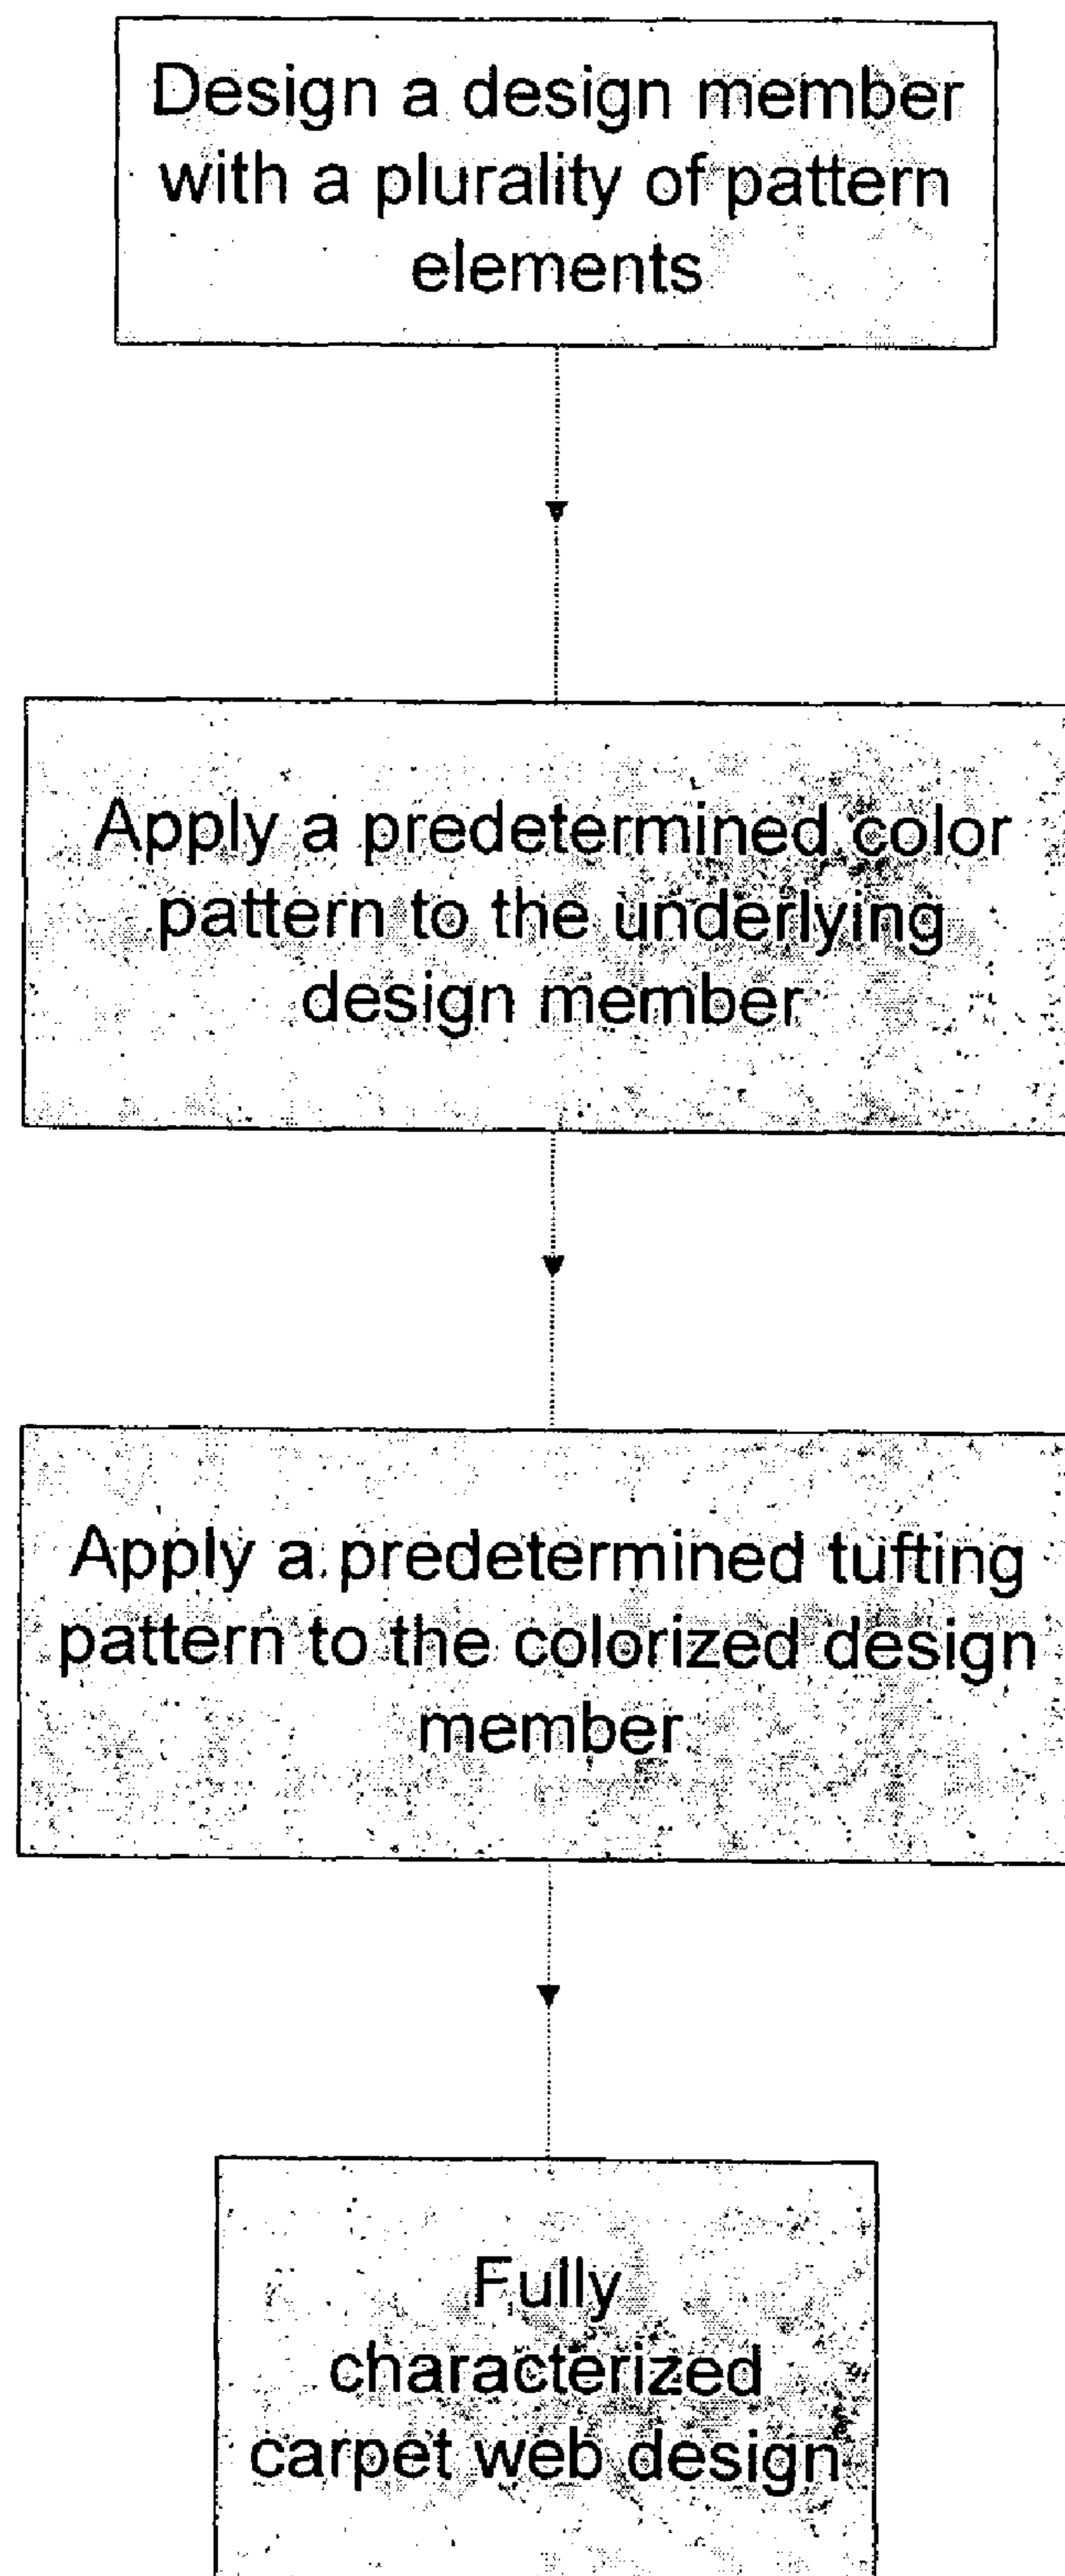 Design a design member
with a plurality of pattern
elements
Apply a predetermined color
pattern to the underlying
design member
Apply a predetermined tufting
pattern to the colorized design
member
Fully
characterized
carpet web design